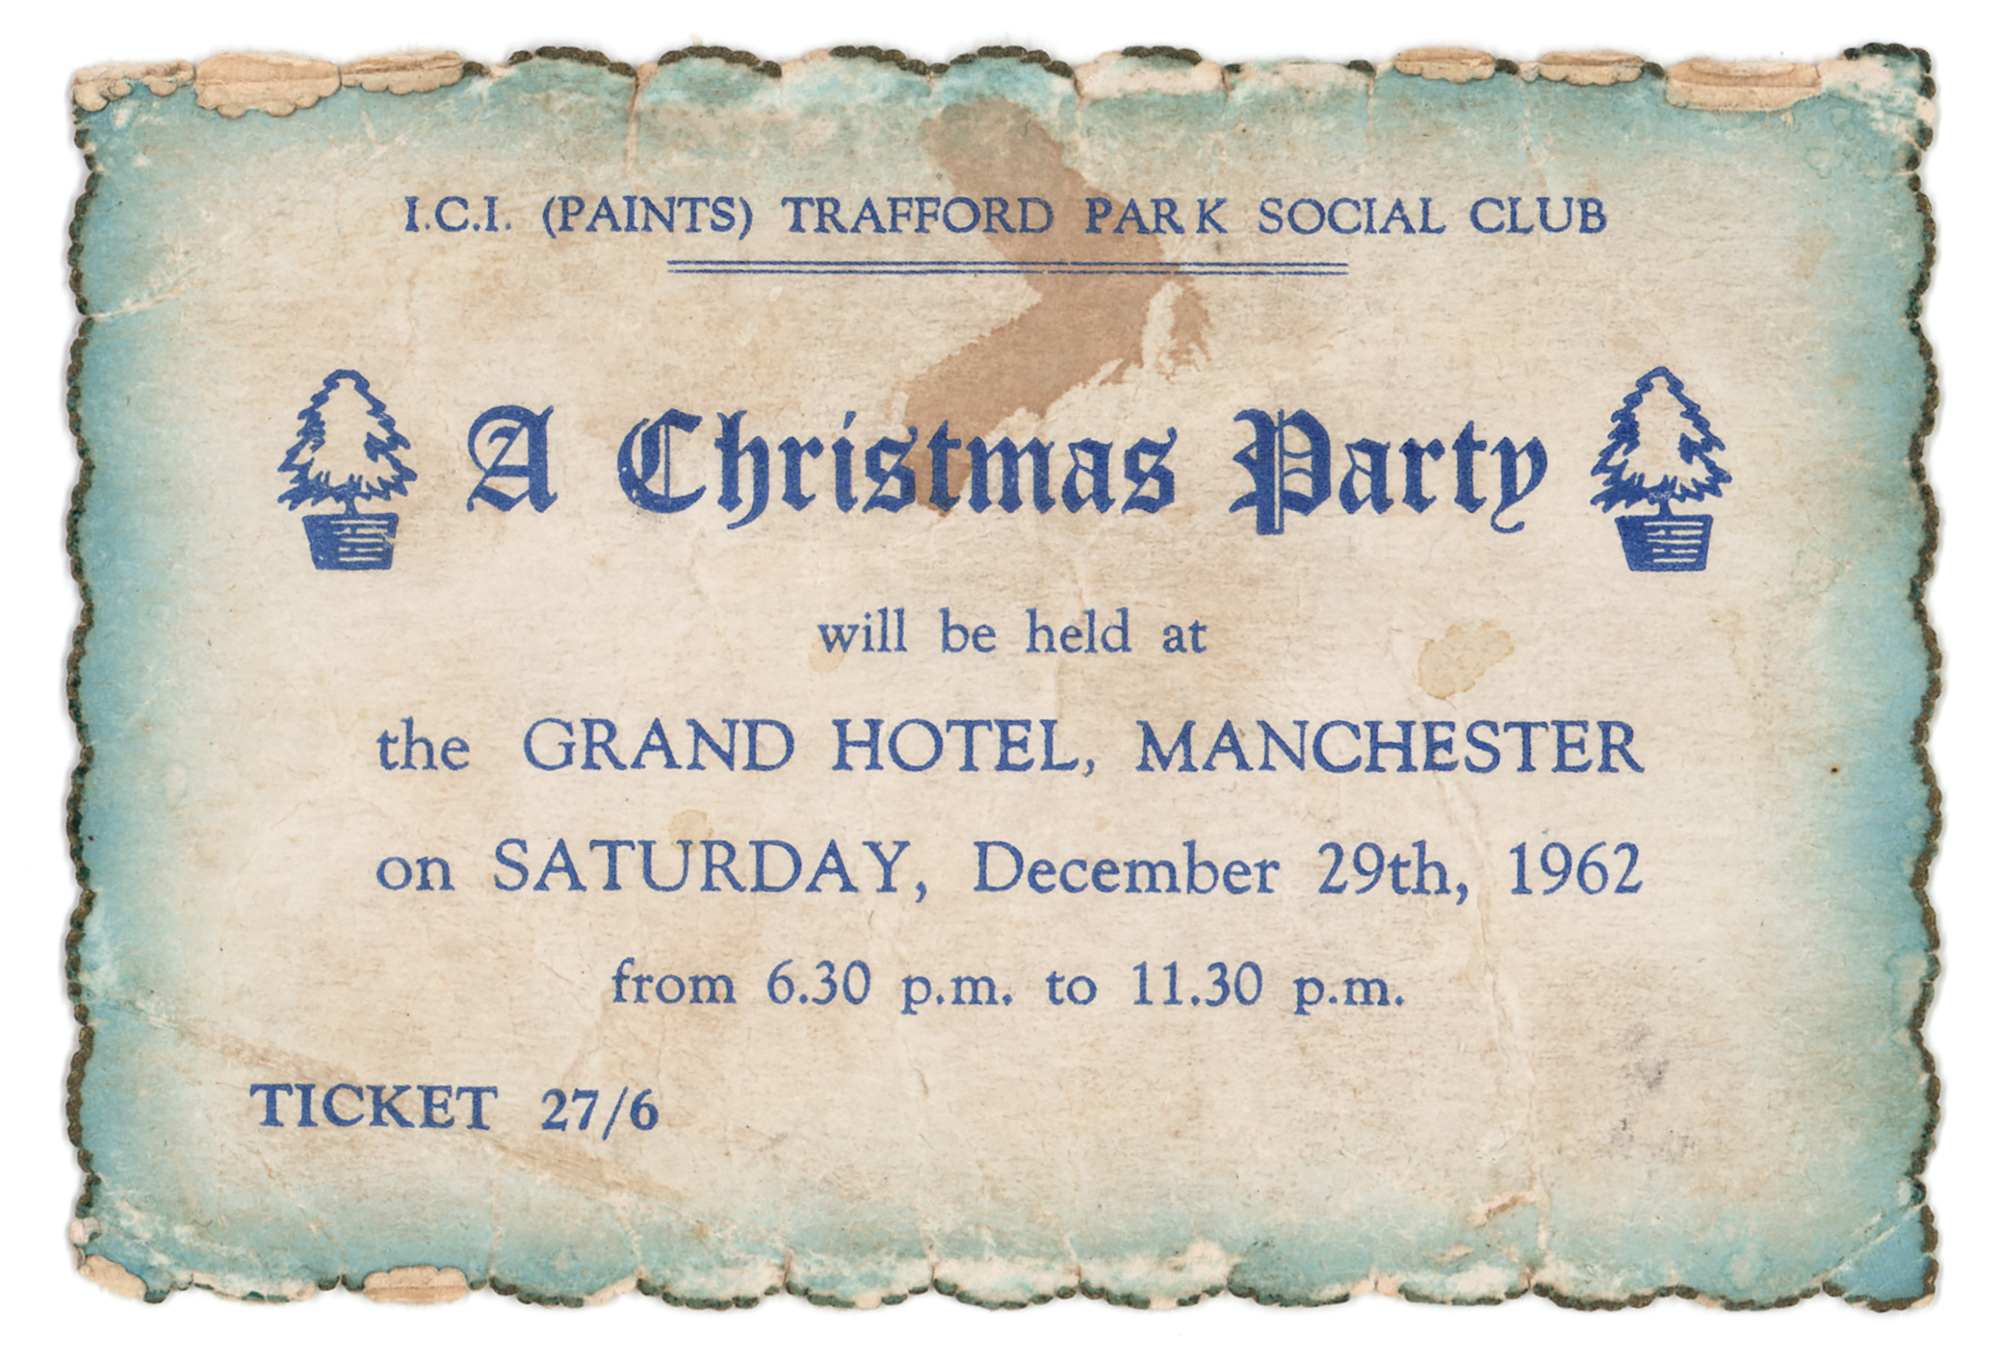 I.C.I. (PAINTS) TRAFFORD PARK SOCIAL CLUB
A Christmas Party
will be held at
the GRAND HOTEL, MANCHESTER
on SATURDAY, December 29th, 1962
from 6.30 p.m. to 11.30 p.m.
TICKET 27/6